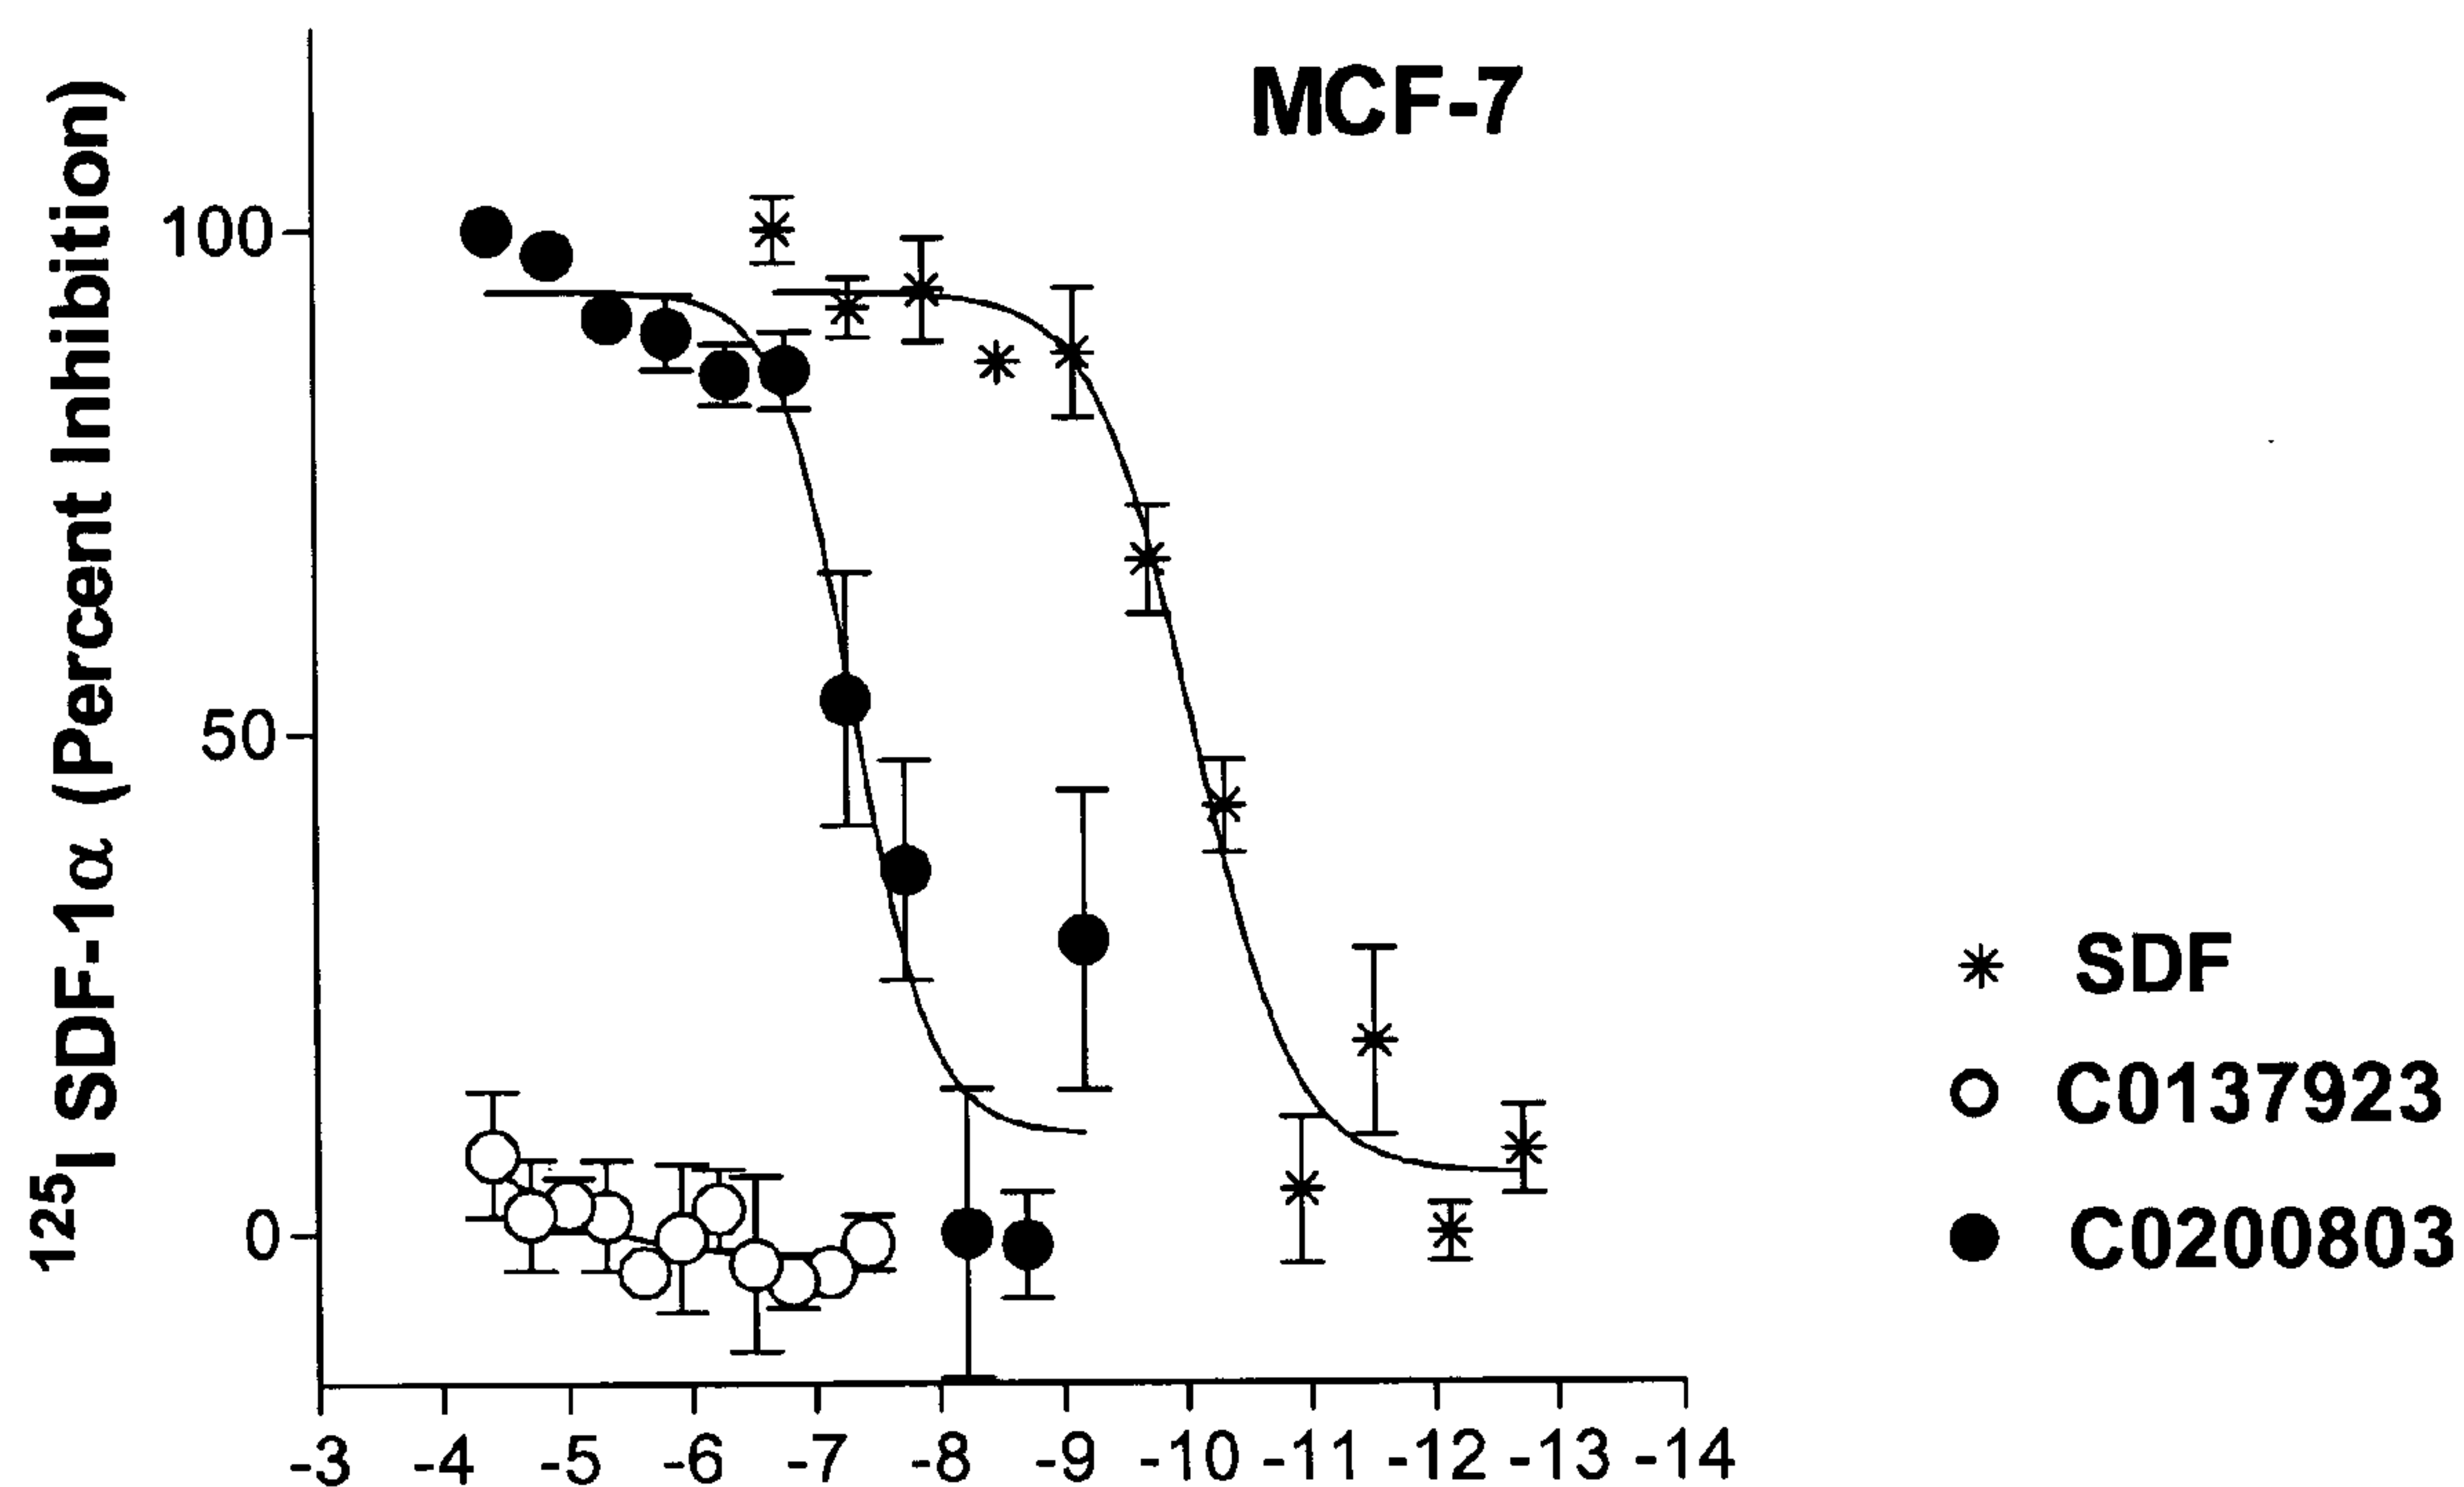 MCF-7
¹²⁵I SDF-1α (Percent Inhibition)
100
50
0
-3 -4 -5 -6 -7 -8 -9 -10 -11 -12 -13 -14
SDF
C0137923
C0200803